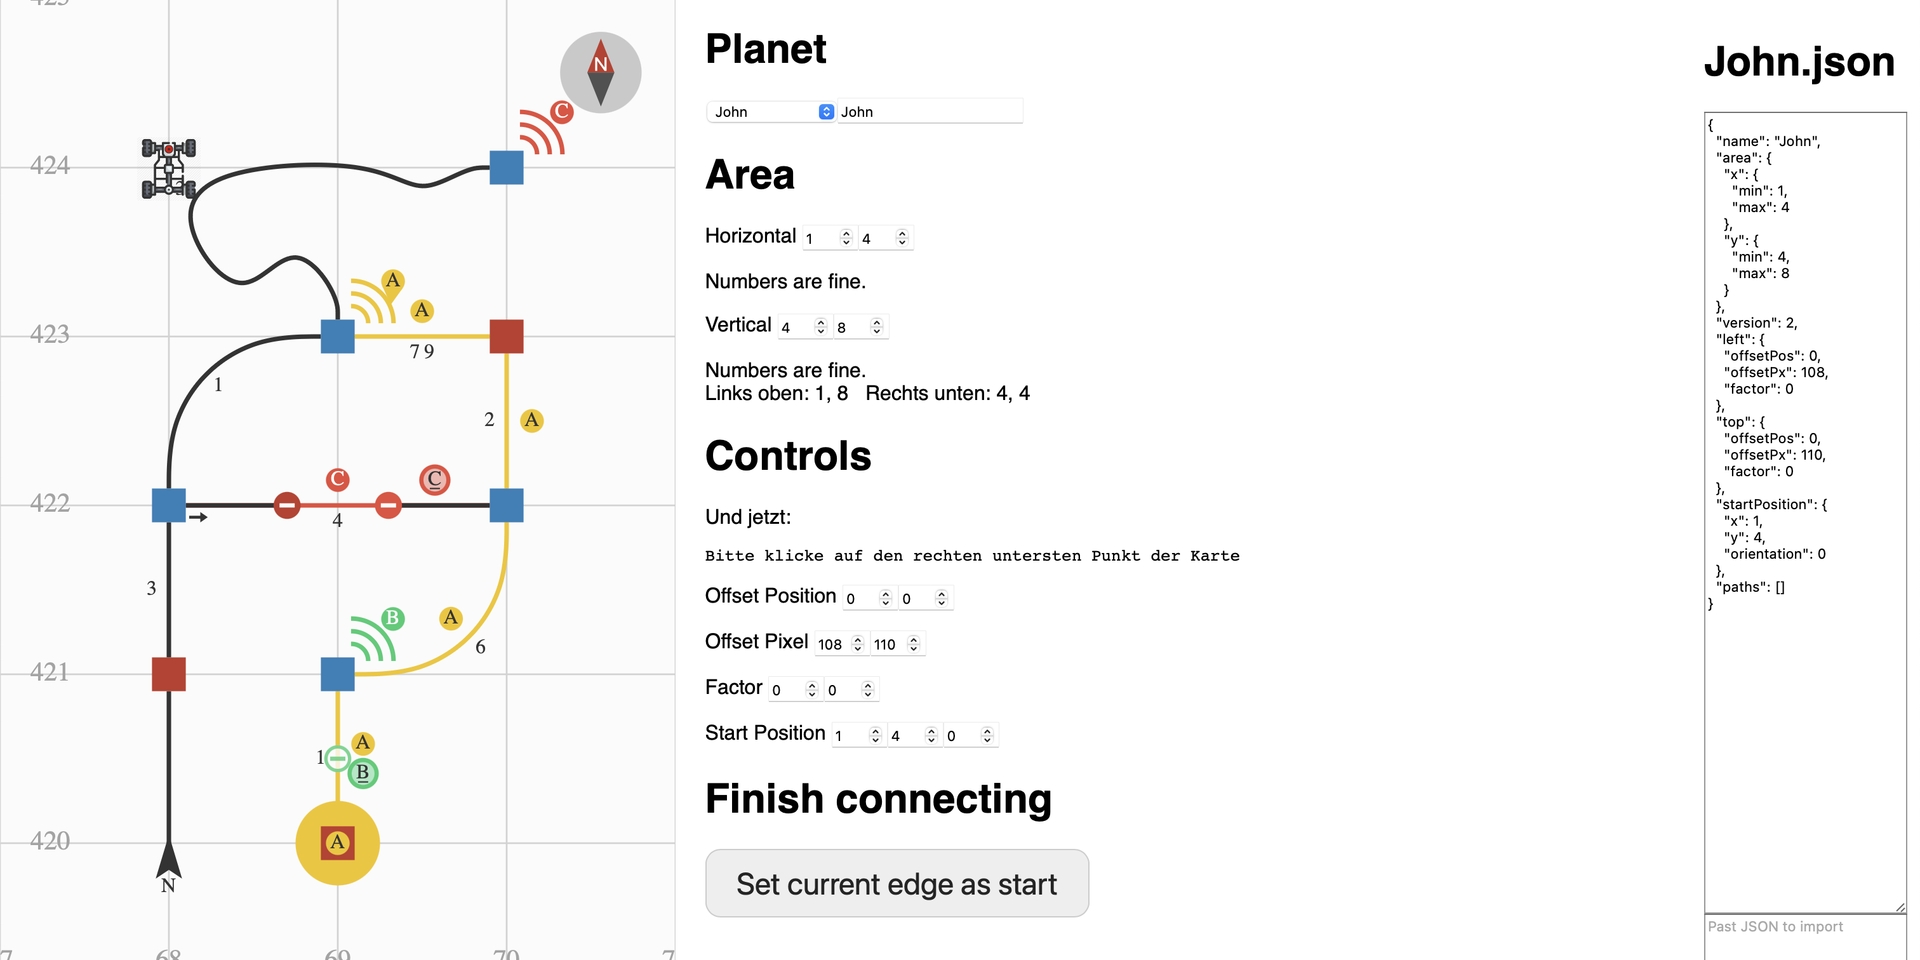 N
C
424
A
A
423
7 9
1
2
A
C
C
422
4
3
B
A
6
421
A
1
B
420
A
N
68
69
70
Planet
John
John
Area
Horizontal 1 4
Numbers are fine.
Vertical 4 8
Numbers are fine.
Links oben: 1, 8 Rechts unten: 4, 4
Controls
Und jetzt:
Bitte klicke auf den rechten untersten Punkt der Karte
Offset Position 0 0
Offset Pixel 108 110
Factor 0 0
Start Position 1 4 0
Finish connecting
Set current edge as start
John.json
{
"name": "John",
"area": {
"x": {
"min": 1,
"max": 4
},
"y": {
"min": 4,
"max": 8
}
},
"version": 2,
"left": {
"offsetPos": 0,
"offsetPx": 108,
"factor": 0
},
"top": {
"offsetPos": 0,
"offsetPx": 110,
"factor": 0
},
"startPosition": {
"x": 1,
"y": 4,
"orientation": 0
},
"paths": []
}
Past JSON to import